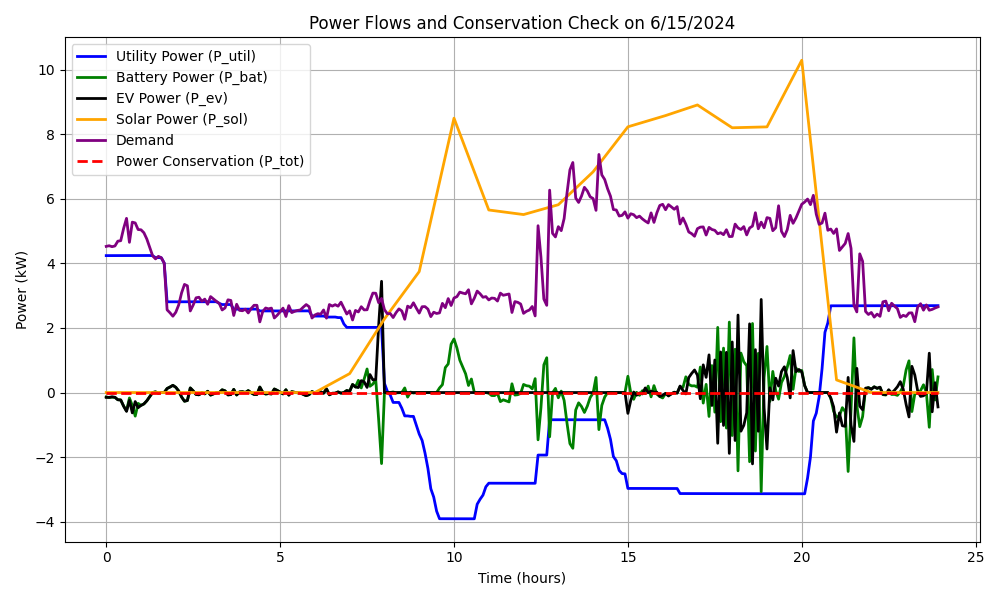 Power Flows and Conservation Check on 6/15/2024
Utility Power (P_util)
Battery Power (P_bat)
EV Power (P_ev)
Solar Power (P_sol)
Demand
Power Conservation (P_tot)
Power (kW)
10
8
6
4
2
0
−2
−4
0 5 10 15 20 25
Time (hours)